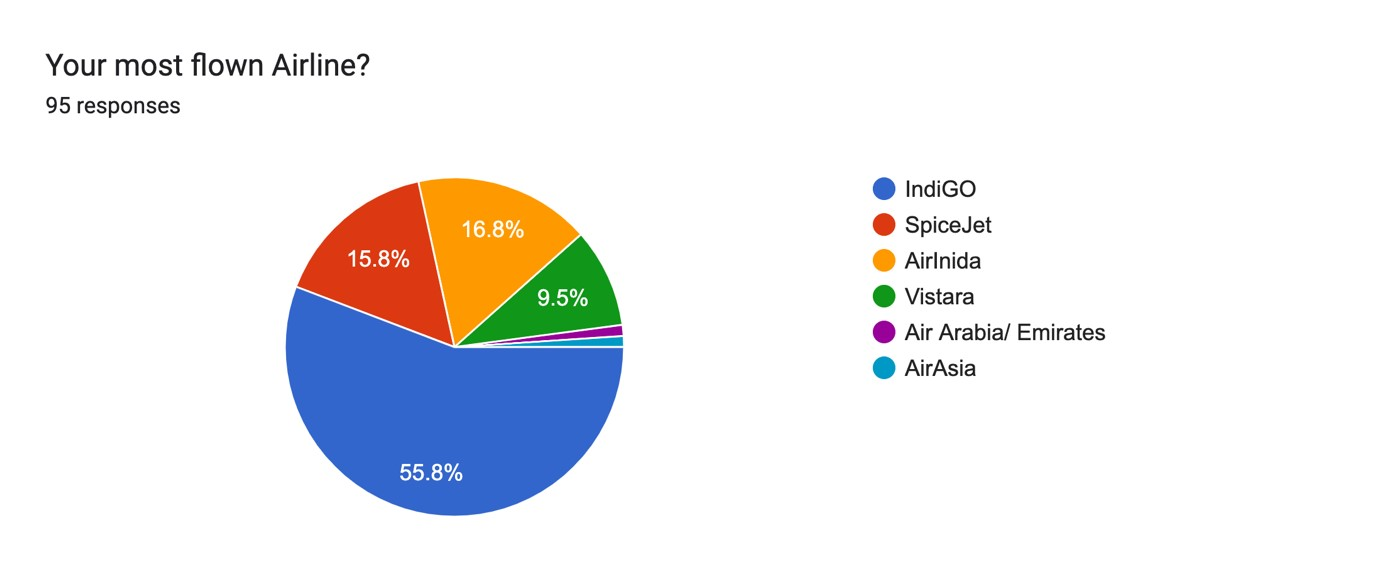 Your most flown Airline?
95 responses
16.8%
15.8%
9.5%
55.8%
IndiGO
SpiceJet
AirInida
Vistara
Air Arabia/ Emirates
AirAsia